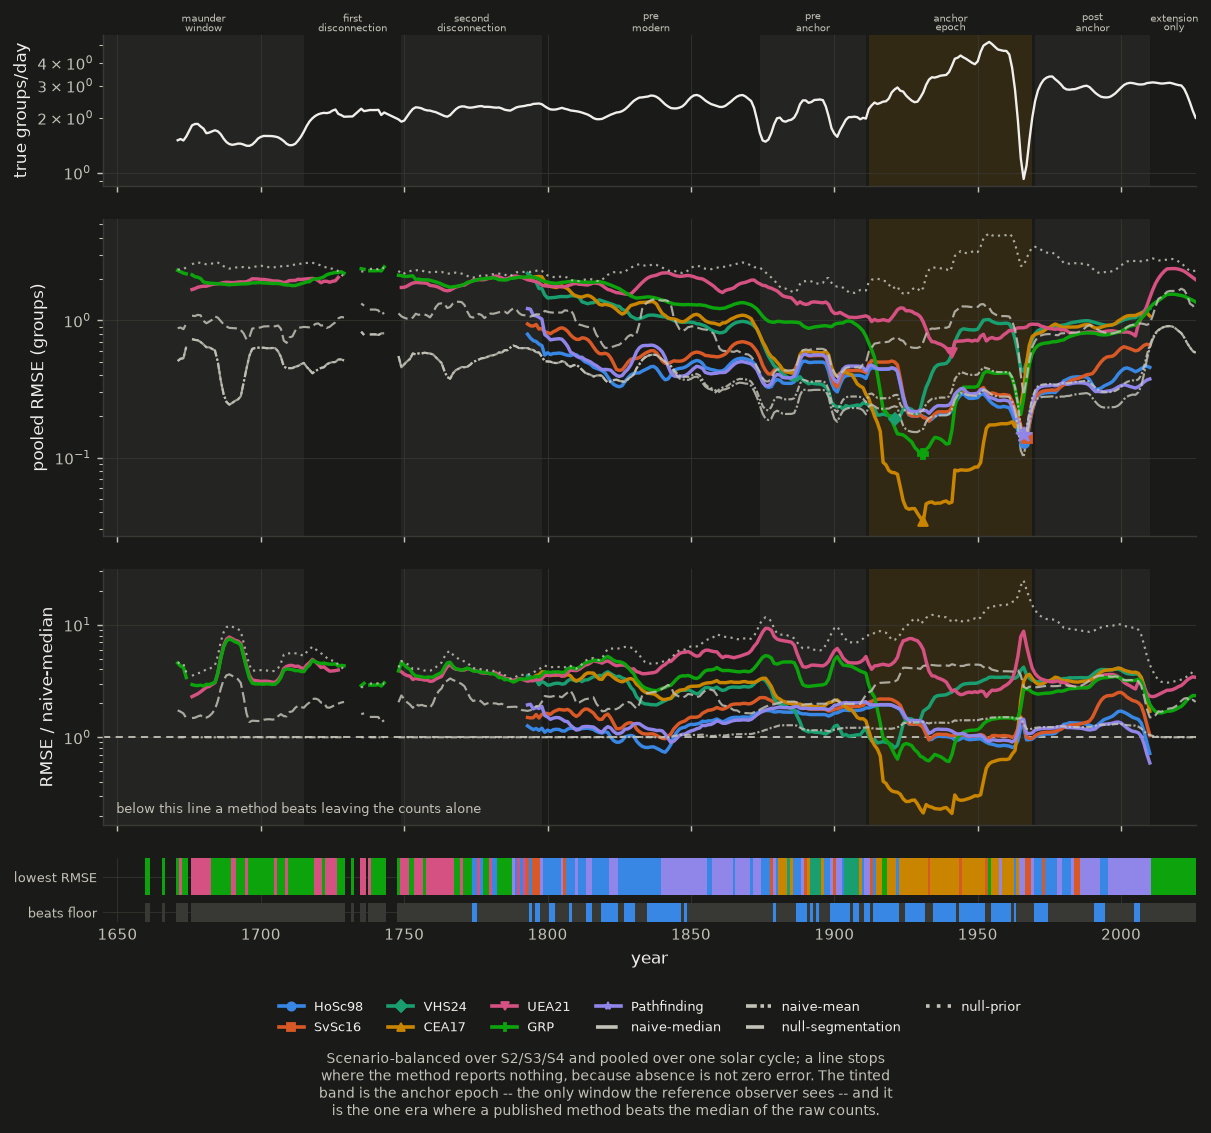 maunder
window
first
disconnection
second
disconnection
pre
modern
pre
anchor
anchor
epoch
post
anchor
extension
only
true groups/day
4 × 10⁰
3 × 10⁰
2 × 10⁰
10⁰
pooled RMSE (groups)
10⁰
10⁻¹
RMSE / naive-median
10¹
10⁰
below this line a method beats leaving the counts alone
lowest RMSE
beats floor
1650 1700 1750 1800 1850 1900 1950 2000
year
HoSc98 VHS24 UEA21 Pathfinding naive-mean null-prior
SvSc16 CEA17 GRP naive-median null-segmentation
Scenario-balanced over S2/S3/S4 and pooled over one solar cycle; a line stops
where the method reports nothing, because absence is not zero error. The tinted
band is the anchor epoch -- the only window the reference observer sees -- and it
is the one era where a published method beats the median of the raw counts.